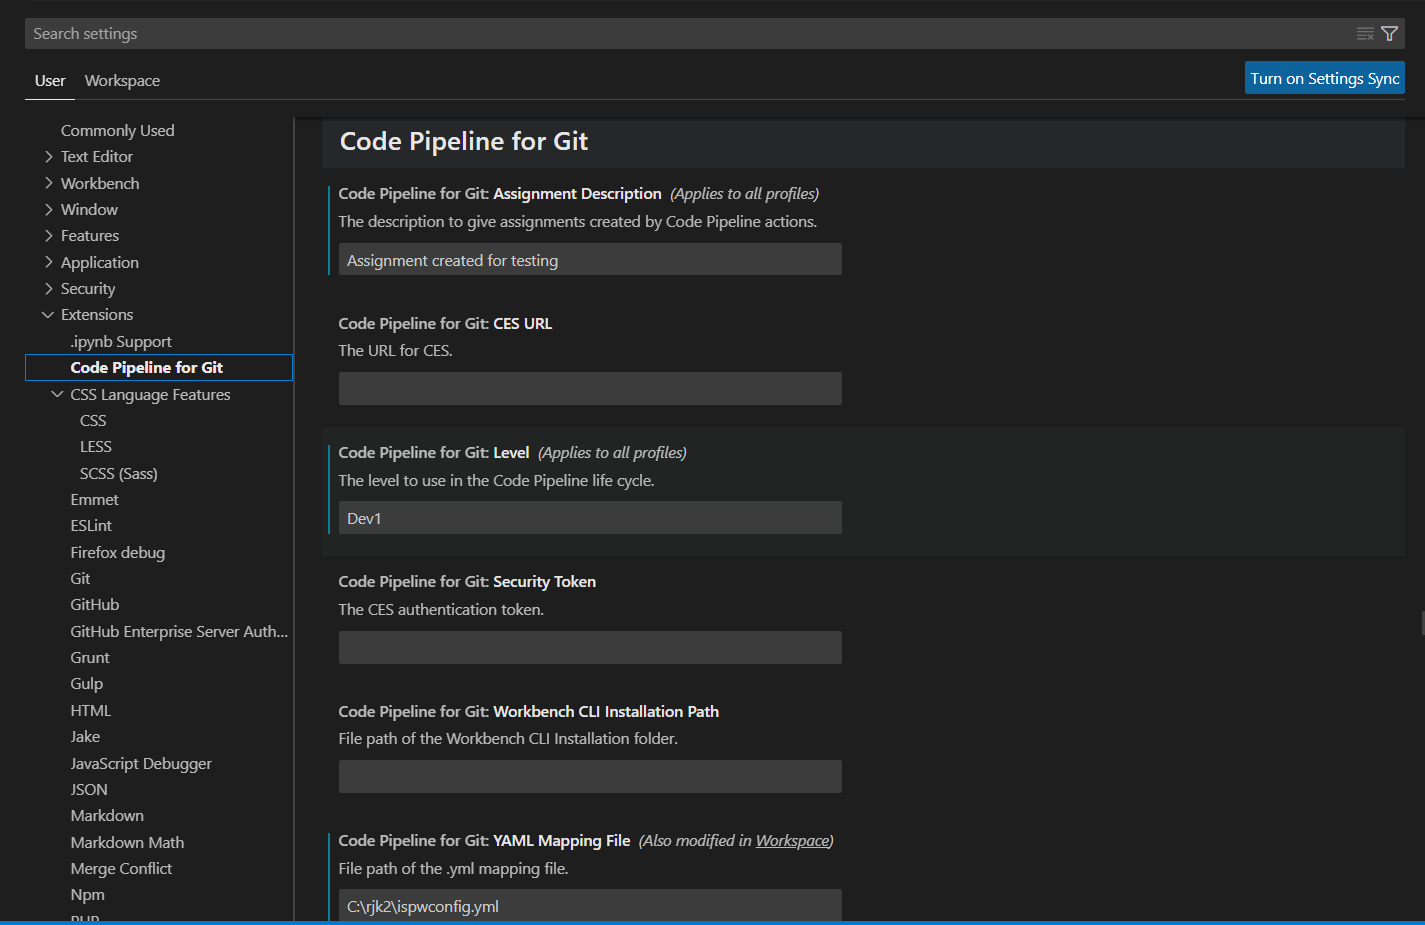 Search settings
User Workspace
Turn on Settings Sync
Commonly Used
Text Editor
Workbench
Window
Features
Application
Security
Extensions
.ipynb Support
Code Pipeline for Git
CSS Language Features
CSS
LESS
SCSS (Sass)
Emmet
ESLint
Firefox debug
Git
GitHub
GitHub Enterprise Server Auth...
Grunt
Gulp
HTML
Jake
JavaScript Debugger
JSON
Markdown
Markdown Math
Merge Conflict
Npm
PHP
Code Pipeline for Git
Code Pipeline for Git: Assignment Description (Applies to all profiles)
The description to give assignments created by Code Pipeline actions.
Assignment created for testing
Code Pipeline for Git: CES URL
The URL for CES.
Code Pipeline for Git: Level (Applies to all profiles)
The level to use in the Code Pipeline life cycle.
Dev1
Code Pipeline for Git: Security Token
The CES authentication token.
Code Pipeline for Git: Workbench CLI Installation Path
File path of the Workbench CLI Installation folder.
Code Pipeline for Git: YAML Mapping File (Also modified in Workspace)
File path of the .yml mapping file.
C:\rjk2\ispwconfig.yml